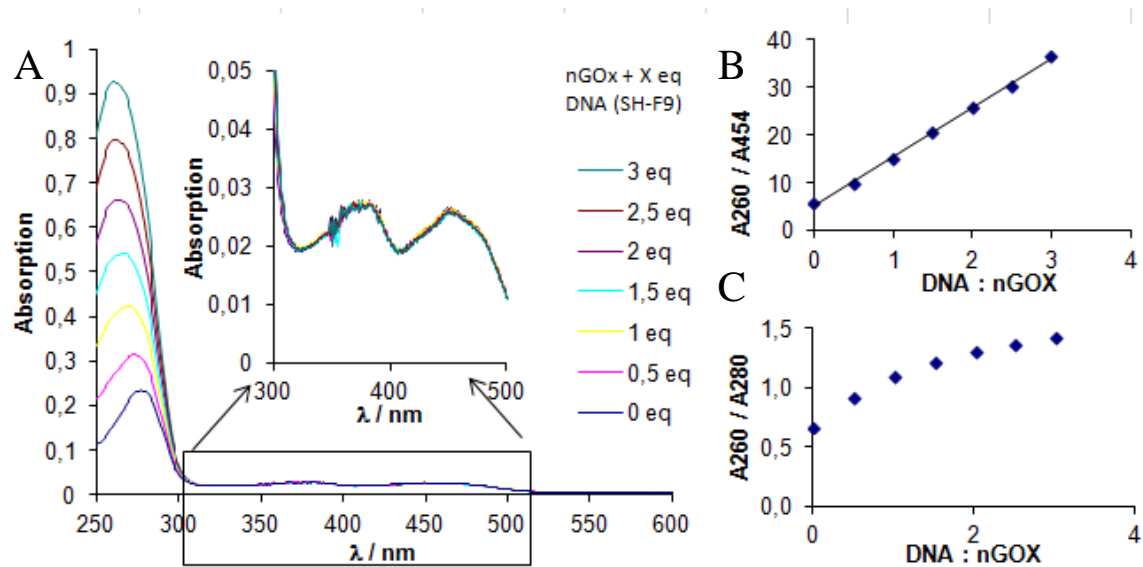 A
1
0,9
0,8
0,7
0,6
0,5
0,4
0,3
0,2
0,1
0
Absorption
250
300
350
400
450
500
550
600
λ / nm
0,05
0,04
0,03
0,02
0,01
0
Absorption
300
400
500
λ / nm
nGOx + X eq
DNA (SH-F9)
3 eq
2,5 eq
2 eq
1,5 eq
1 eq
0,5 eq
0 eq
B
40
30
20
10
0
A260 / A454
0
1
2
3
4
DNA : nGOX
C
1,5
1,0
0,5
0,0
A260 / A280
0
2
4
DNA : nGOX